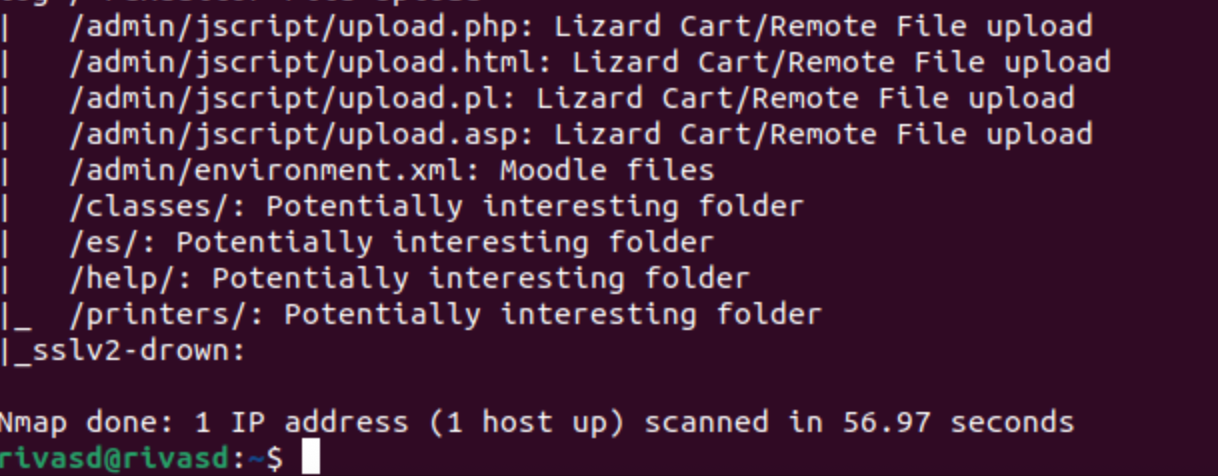 |   /admin/jscript/upload.php: Lizard Cart/Remote File upload
|   /admin/jscript/upload.html: Lizard Cart/Remote File upload
|   /admin/jscript/upload.pl: Lizard Cart/Remote File upload
|   /admin/jscript/upload.asp: Lizard Cart/Remote File upload
|   /admin/environment.xml: Moodle files
|   /classes/: Potentially interesting folder
|   /es/: Potentially interesting folder
|   /help/: Potentially interesting folder
|_  /printers/: Potentially interesting folder
|_sslv2-drown:
Nmap done: 1 IP address (1 host up) scanned in 56.97 seconds
rivasd@rivasd:~$